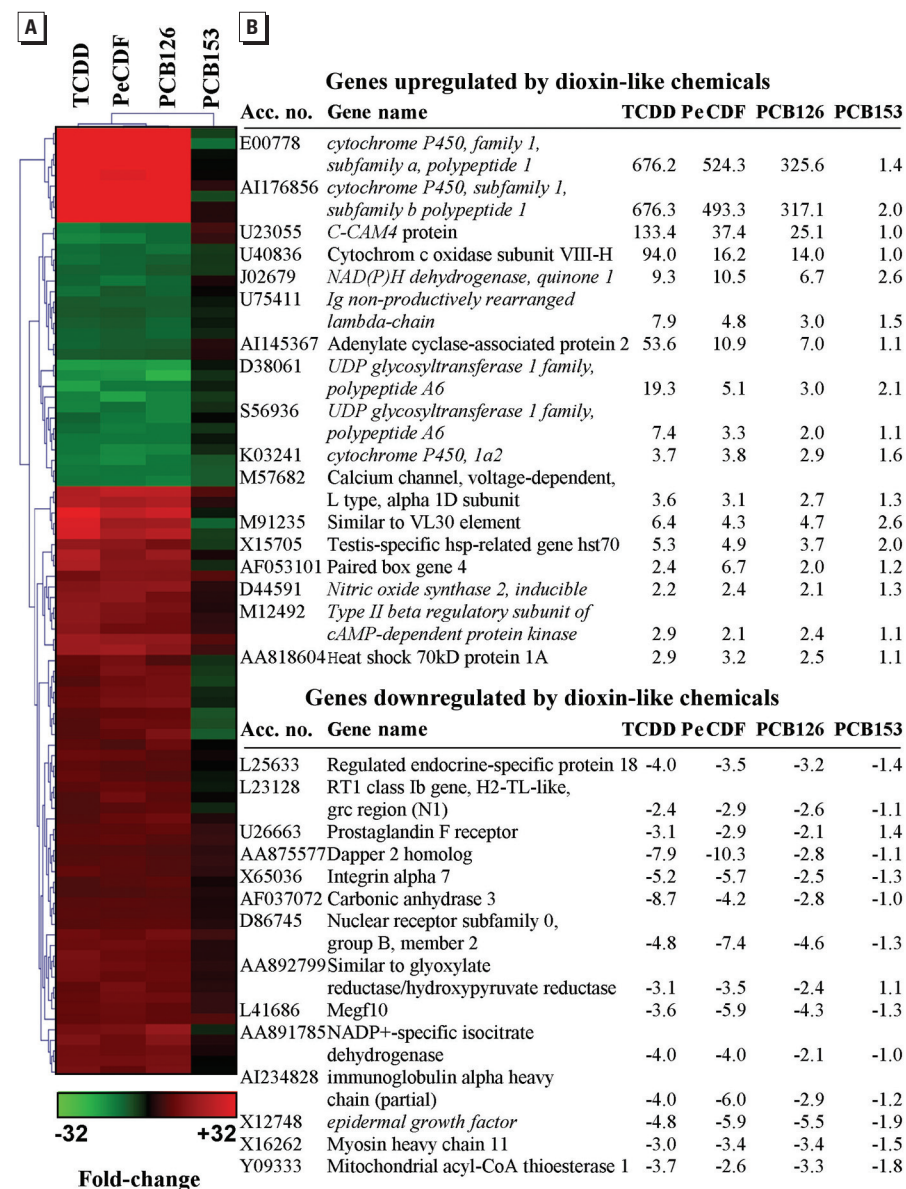 A
B
TCDD
PeCDF
PCB126
PCB153
Genes upregulated by dioxin-like chemicals
Acc. no. Gene name TCDD PeCDF PCB126 PCB153
E00778 cytochrome P450, family 1,
subfamily a, polypeptide 1 676.2 524.3 325.6 1.4
AI176856 cytochrome P450, subfamily 1,
subfamily b polypeptide 1 676.3 493.3 317.1 2.0
U23055 C-CAM4 protein 133.4 37.4 25.1 1.0
U40836 Cytochrom c oxidase subunit VIII-H 94.0 16.2 14.0 1.0
J02679 NAD(P)H dehydrogenase, quinone 1 9.3 10.5 6.7 2.6
U75411 Ig non-productively rearranged
lambda-chain 7.9 4.8 3.0 1.5
AI145367 Adenylate cyclase-associated protein 2 53.6 10.9 7.0 1.1
D38061 UDP glycosyltransferase 1 family,
polypeptide A6 19.3 5.1 3.0 2.1
S56936 UDP glycosyltransferase 1 family,
polypeptide A6 7.4 3.3 2.0 1.1
K03241 cytochrome P450, 1a2 3.7 3.8 2.9 1.6
M57682 Calcium channel, voltage-dependent,
L type, alpha 1D subunit 3.6 3.1 2.7 1.3
M91235 Similar to VL30 element 6.4 4.3 4.7 2.6
X15705 Testis-specific hsp-related gene hst70 5.3 4.9 3.7 2.0
AF053101 Paired box gene 4 2.4 6.7 2.0 1.2
D44591 Nitric oxide synthase 2, inducible 2.2 2.4 2.1 1.3
M12492 Type II beta regulatory subunit of
cAMP-dependent protein kinase 2.9 2.1 2.4 1.1
AA818604 Heat shock 70kD protein 1A 2.9 3.2 2.5 1.1
Genes downregulated by dioxin-like chemicals
Acc. no. Gene name TCDD PeCDF PCB126 PCB153
L25633 Regulated endocrine-specific protein 18 -4.0 -3.5 -3.2 -1.4
L23128 RT1 class Ib gene, H2-TL-like,
grc region (N1) -2.4 -2.9 -2.6 -1.1
U26663 Prostaglandin F receptor -3.1 -2.9 -2.1 1.4
AA875577 Dapper 2 homolog -7.9 -10.3 -2.8 -1.1
X65036 Integrin alpha 7 -5.2 -5.7 -2.5 -1.3
AF037072 Carbonic anhydrase 3 -8.7 -4.2 -2.8 -1.0
D86745 Nuclear receptor subfamily 0,
group B, member 2 -4.8 -7.4 -4.6 -1.3
AA892799 Similar to glyoxylate
reductase/hydroxypyruvate reductase -3.1 -3.5 -2.4 1.1
L41686 Megf10 -3.6 -5.9 -4.3 -1.3
AA891785 NADP+-specific isocitrate
dehydrogenase -4.0 -4.0 -2.1 -1.0
AI234828 immunoglobulin alpha heavy
chain (partial) -4.0 -6.0 -2.9 -1.2
X12748 epidermal growth factor -4.8 -5.9 -5.5 -1.9
X16262 Myosin heavy chain 11 -3.0 -3.4 -3.4 -1.5
Y09333 Mitochondrial acyl-CoA thioesterase 1 -3.7 -2.6 -3.3 -1.8
-32 +32
Fold-change